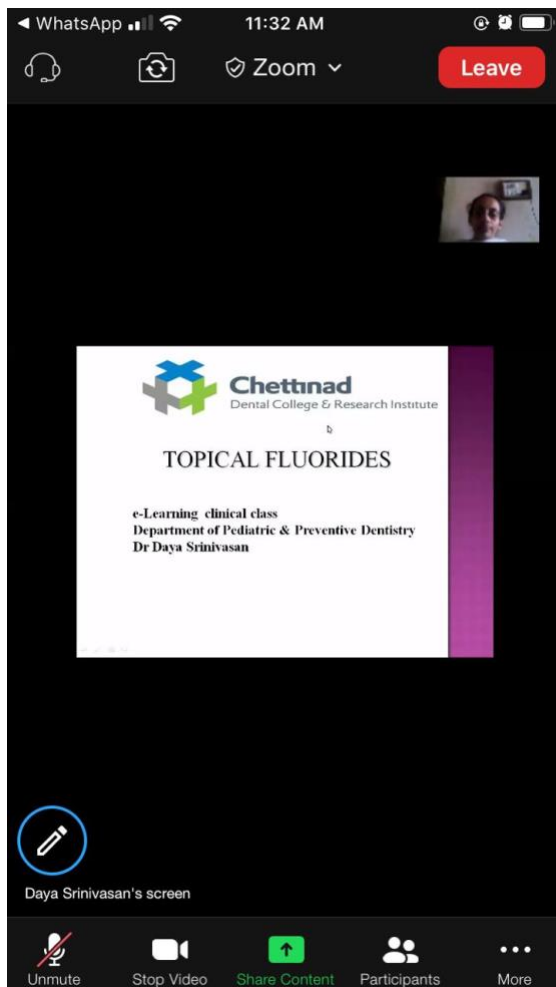 ◄ WhatsApp
11:32 AM
Zoom
Leave
Chettinad
Dental College & Research Institute
TOPICAL FLUORIDES
e-Learning clinical class
Department of Pediatric & Preventive Dentistry
Dr Daya Srinivasan
Daya Srinivasan's screen
Unmute
Stop Video
Share Content
Participants
More